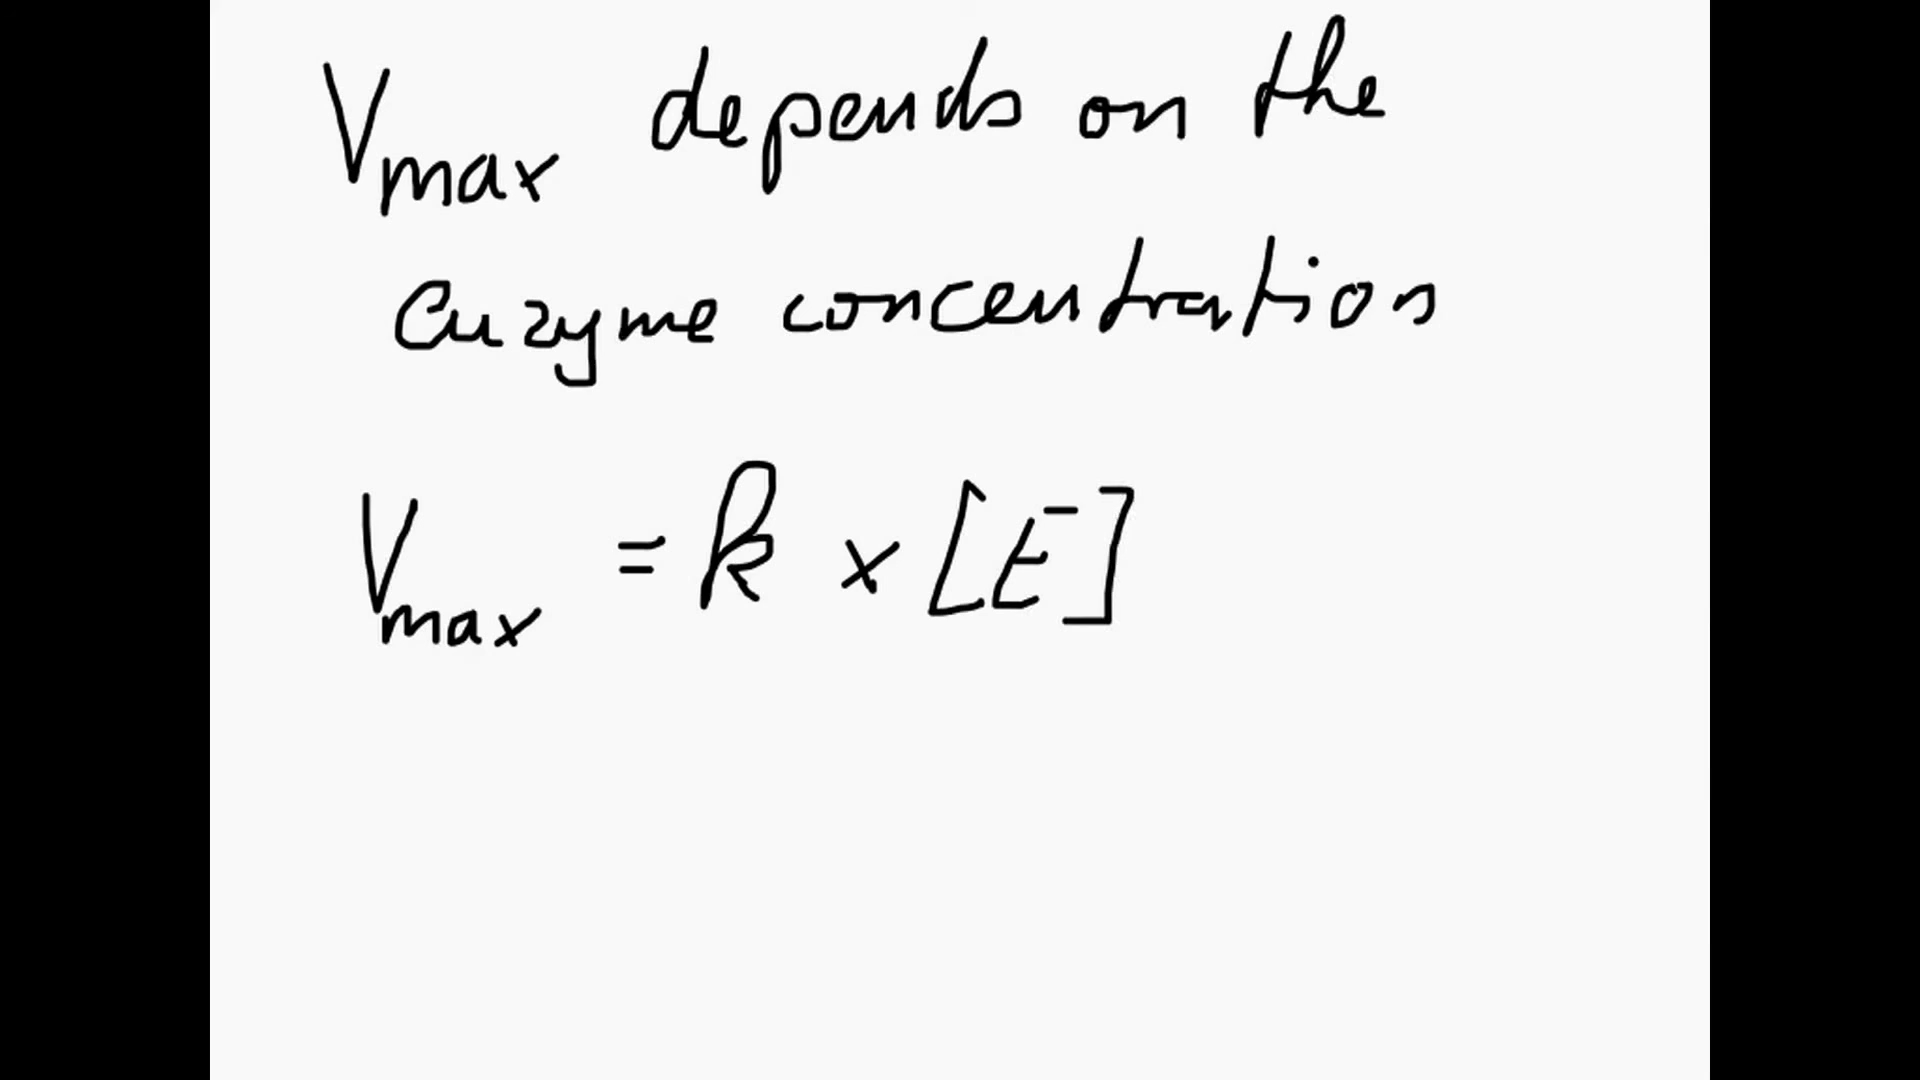 Vmax depends on the
enzyme concentration
Vmax = k x [E]